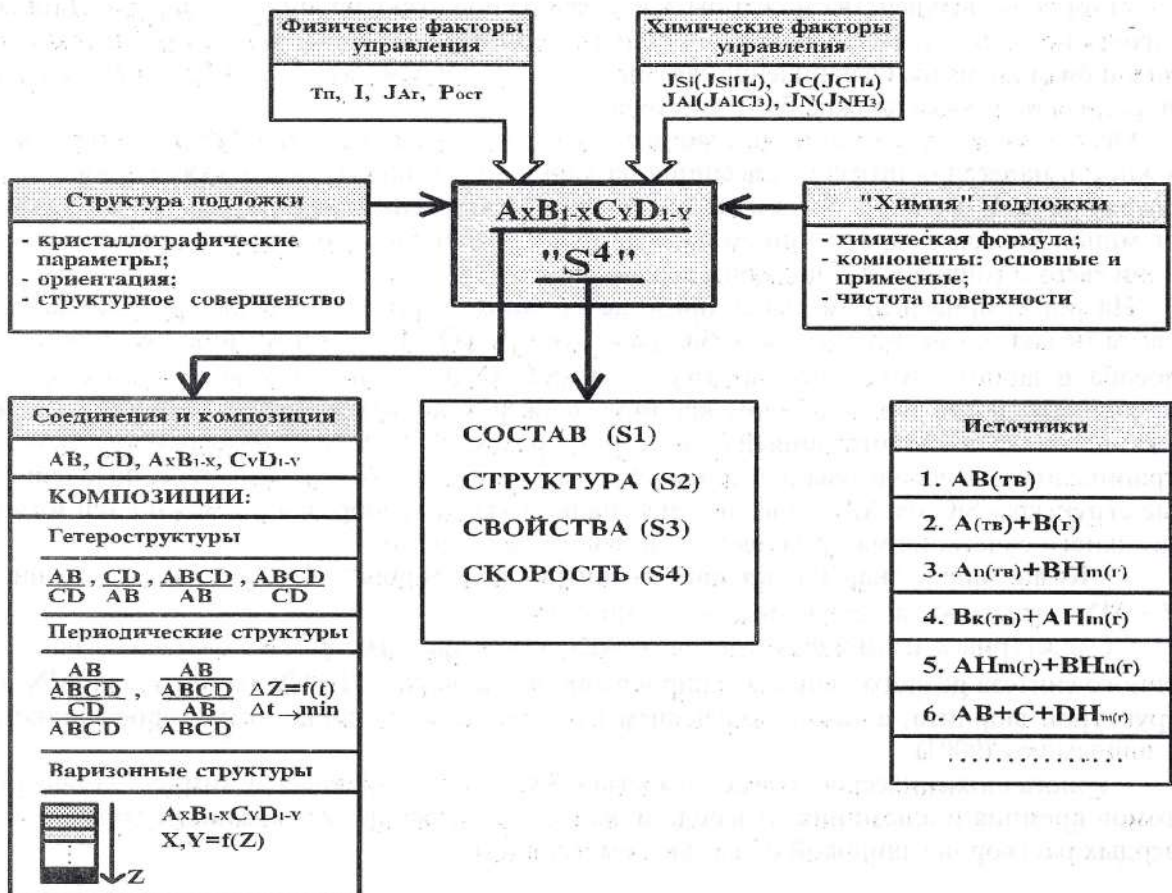 Физические факторы
управления
Tп, I, JAr, Pост
Химические факторы
управления
JSi(JSiH4), JC(JCH4)
JAl(JAlCl3), JN(JNH3)
Структура подложки
- кристаллографические
параметры;
- ориентация;
- структурное совершенство
AxB1-xCyD1-y
"S4"
"Химия" подложки
- химическая формула;
- компоненты: основные и
примесные;
- чистота поверхности
Соединения и композиции
AB, CD, AxB1-x, CyD1-y
КОМПОЗИЦИИ:
Гетероструктуры
AB, CD, ABCD, ABCD
CD AB AB CD
Периодические структуры
AB AB
ABCD ABCD ΔZ=f(t)
CD AB Δt→min
ABCD ABCD
Варизонные структуры
AxB1-xCyD1-y
X,Y=f(Z)
Z
СОСТАВ (S1)
СТРУКТУРА (S2)
СВОЙСТВА (S3)
СКОРОСТЬ (S4)
Источники
1. AB(тв)
2. A(тв)+B(г)
3. An(тв)+BHm(г)
4. Bк(тв)+AHm(г)
5. AHm(г)+BHn(г)
6. AB+C+DHm(г)
. . . . . . . . . . . . . .